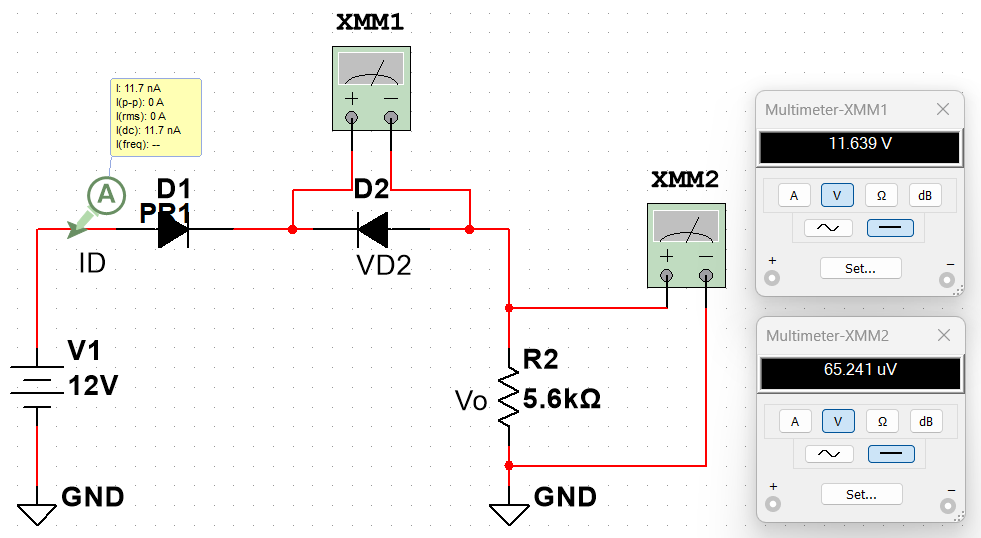 XMM1
I: 11.7 nA
I(p-p): 0 A
I(rms): 0 A
I(dc): 11.7 nA
I(freq): --
A
D1
PR1
ID
+ −
D2
VD2
XMM2
+ −
V1
12V
GND
R2
5.6kΩ
Vo
GND
Multimeter-XMM1
11.639 V
A V Ω dB
Set...
+ −
Multimeter-XMM2
65.241 uV
A V Ω dB
Set...
+ −